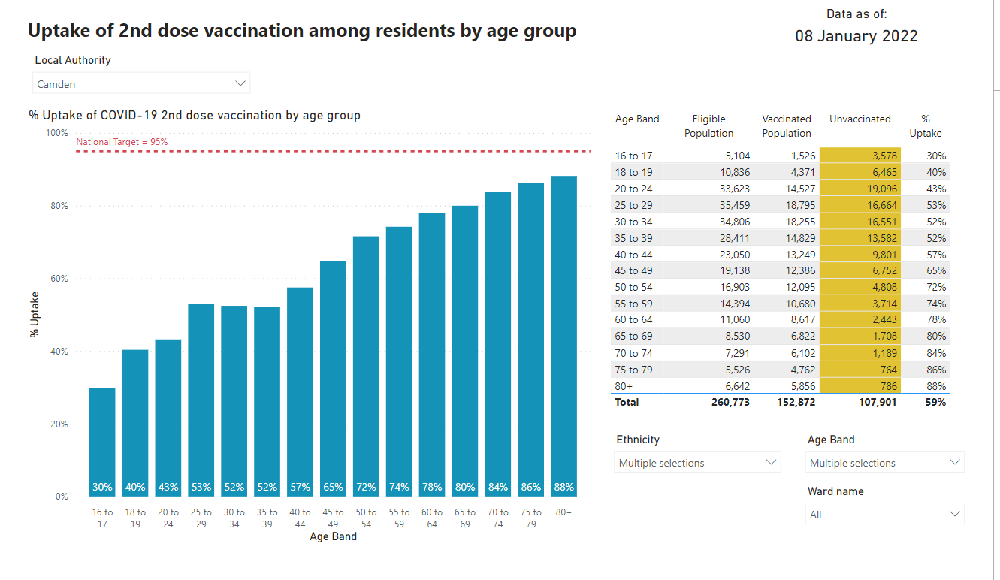 Uptake of 2nd dose vaccination among residents by age group
Data as of:
08 January 2022
Local Authority
Camden
% Uptake of COVID-19 2nd dose vaccination by age group
100%
National Target = 95%
80%
60%
40%
20%
0%
% Uptake
30% 40% 43% 53% 52% 52% 57% 65% 72% 74% 78% 80% 84% 86% 88%
16 to 18 to 20 to 25 to 30 to 35 to 40 to 45 to 50 to 55 to 60 to 65 to 70 to 75 to 80+
17 19 24 29 34 39 44 49 54 59 64 69 74 79
Age Band
Age Band Eligible Vaccinated Unvaccinated %
Population Population Uptake
16 to 17 5,104 1,526 3,578 30%
18 to 19 10,836 4,371 6,465 40%
20 to 24 33,623 14,527 19,096 43%
25 to 29 35,459 18,795 16,664 53%
30 to 34 34,806 18,255 16,551 52%
35 to 39 28,411 14,829 13,582 52%
40 to 44 23,050 13,249 9,801 57%
45 to 49 19,138 12,386 6,752 65%
50 to 54 16,903 12,095 4,808 72%
55 to 59 14,394 10,680 3,714 74%
60 to 64 11,060 8,617 2,443 78%
65 to 69 8,530 6,822 1,708 80%
70 to 74 7,291 6,102 1,189 84%
75 to 79 5,526 4,762 764 86%
80+ 6,642 5,856 786 88%
Total 260,773 152,872 107,901 59%
Ethnicity Age Band
Multiple selections Multiple selections
Ward name
All